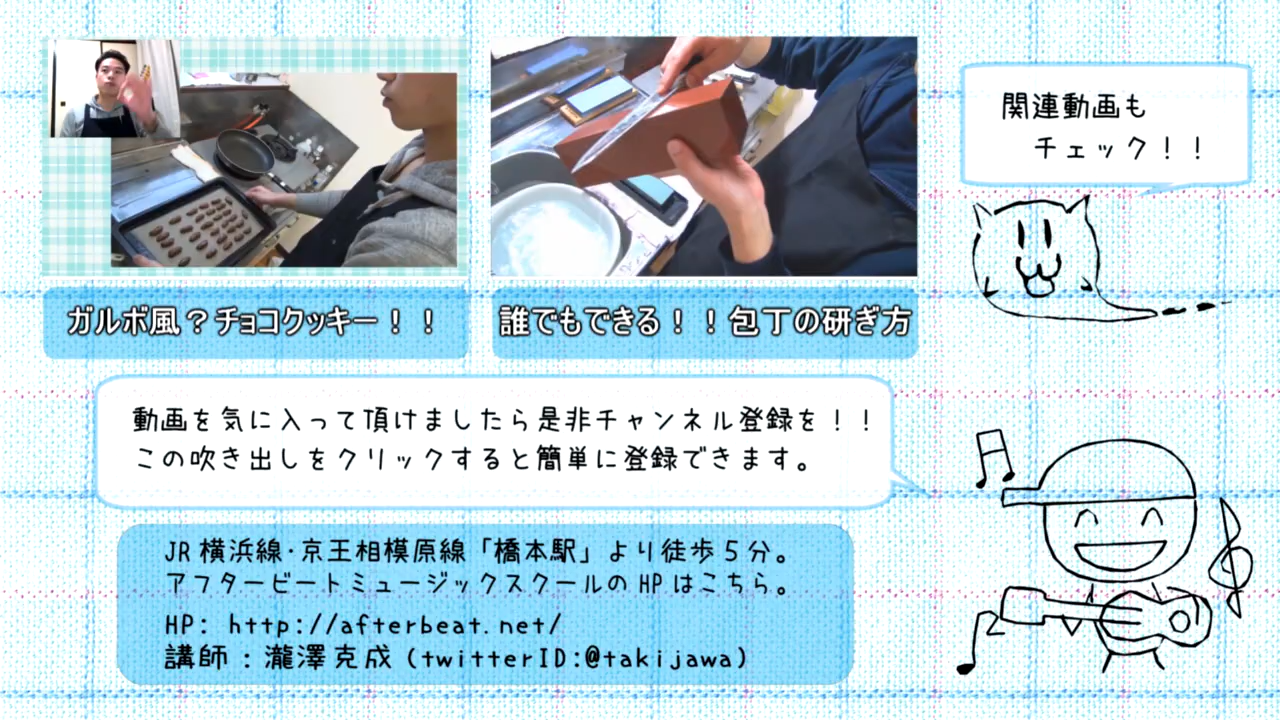 関連動画も
チェック！！
ガルボ風？チョコクッキー！！
誰でもできる！！包丁の研ぎ方
動画を気に入って頂けましたら是非チャンネル登録を！！
この吹き出しをクリックすると簡単に登録できます。
JR横浜線・京王相模原線「橋本駅」より徒歩5分。
アフタービートミュージックスクールのHPはこちら。
HP: http://afterbeat.net/
講師：瀧澤克成 (twitterID:@takijawa)